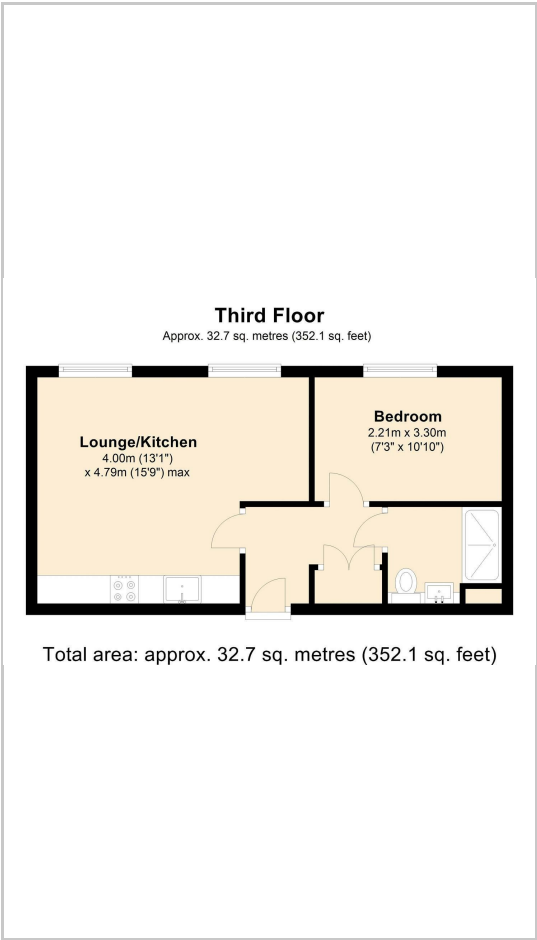 Third Floor
Approx. 32.7 sq. metres (352.1 sq. feet)
Lounge/Kitchen
4.00m (13'1")
x 4.79m (15'9") max
Bedroom
2.21m x 3.30m
(7'3" x 10'10")
Total area: approx. 32.7 sq. metres (352.1 sq. feet)